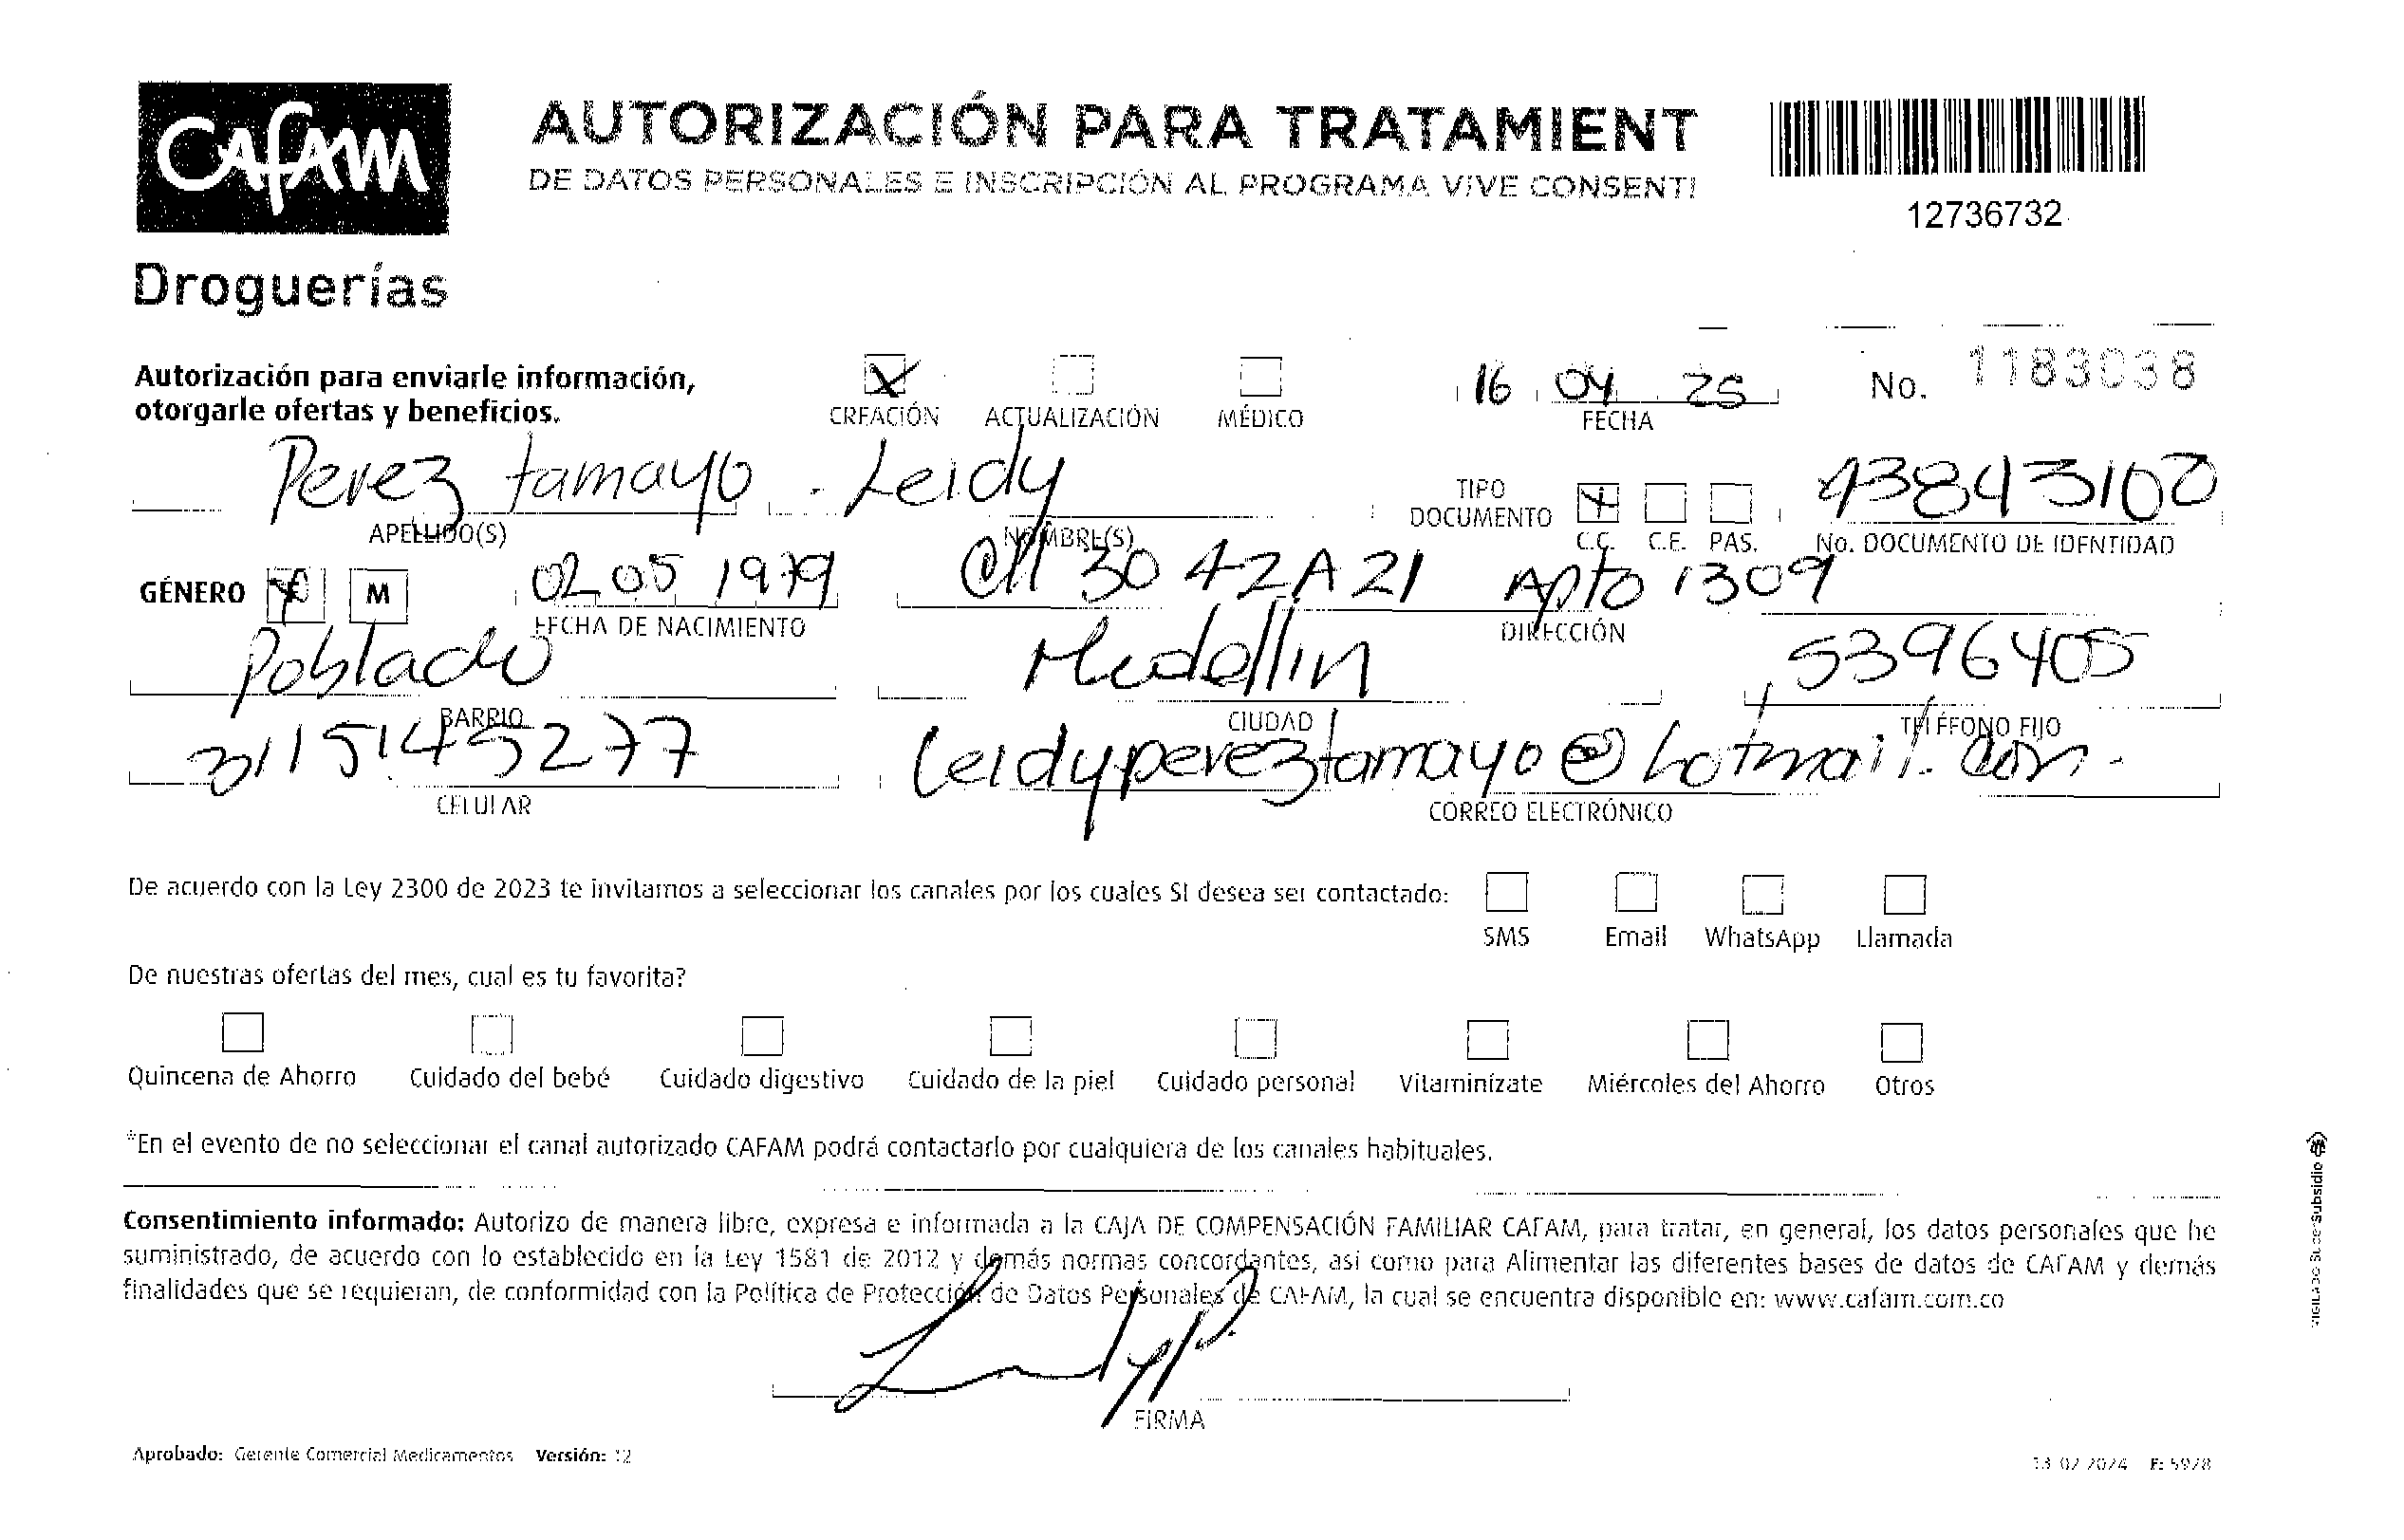 CAFAM
Droguerías
AUTORIZACIÓN PARA TRATAMIENT
DE DATOS PERSONALES E INSCRIPCIÓN AL PROGRAMA VIVE CONSENTI
12736732
Autorización para enviarle información,
otorgarle ofertas y beneficios.
CREACIÓN ACTUALIZACIÓN MÉDICO
16 04 25
FECHA
No. 1183038
Perez tamayo Leidy
APELLIDO(S) NOMBRE(S)
TIPO
DOCUMENTO
C.C. C.E. PAS.
43843100
No. DOCUMENTO DE IDENTIDAD
GÉNERO F M
02 05 1979
FECHA DE NACIMIENTO
Cll 30 42A 21 Apto 1309
DIRECCIÓN
Poblado Medellin 5396405
BARRIO CIUDAD TELÉFONO FIJO
3115145277 leidypereztamayo@hotmail.com.
CELULAR CORREO ELECTRÓNICO
De acuerdo con la Ley 2300 de 2023 te invitamos a seleccionar los canales por los cuales SI desea ser contactado:
SMS Email WhatsApp Llamada
De nuestras ofertas del mes, cual es tu favorita?
Quincena de Ahorro Cuidado del bebé Cuidado digestivo Cuidado de la piel Cuidado personal Vitaminízate Miércoles del Ahorro Otros
*En el evento de no seleccionar el canal autorizado CAFAM podrá contactarlo por cualquiera de los canales habituales.
Consentimiento informado: Autorizo de manera libre, expresa e informada a la CAJA DE COMPENSACIÓN FAMILIAR CAFAM, para tratar, en general, los datos personales que he
suministrado, de acuerdo con lo establecido en la Ley 1581 de 2012 y demás normas concordantes, así como para Alimentar las diferentes bases de datos de CAFAM y demás
finalidades que se requieran, de conformidad con la Política de Protección de Datos Personales de CAFAM, la cual se encuentra disponible en: www.cafam.com.co
FIRMA
Aprobado: Gerente Comercial Medicamentos Versión: 12
13 02 2024 F: 5928
VIGILADO SuperSubsidio